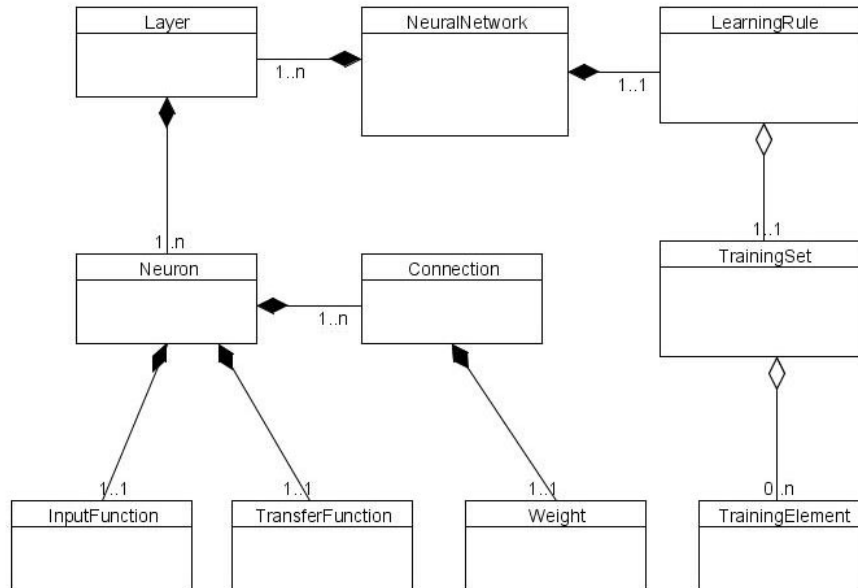 Layer
NeuralNetwork
LearningRule
1..n
1..1
1..n
1..1
Neuron
Connection
TrainingSet
1..n
1..1
1..1
1..1
0..n
InputFunction
TransferFunction
Weight
TrainingElement